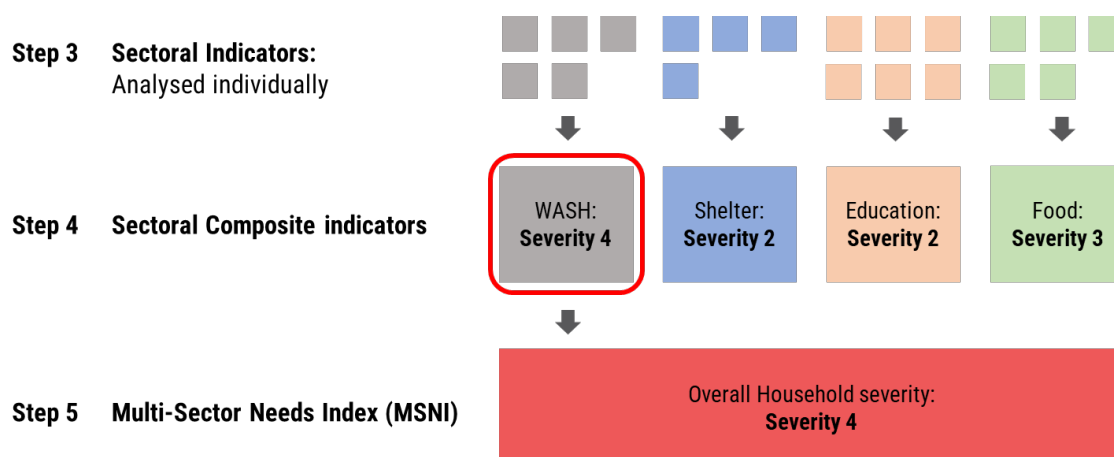 Step 3 Sectoral Indicators:
Analysed individually
Step 4 Sectoral Composite indicators
WASH:
Severity 4
Shelter:
Severity 2
Education:
Severity 2
Food:
Severity 3
Step 5 Multi-Sector Needs Index (MSNI)
Overall Household severity:
Severity 4